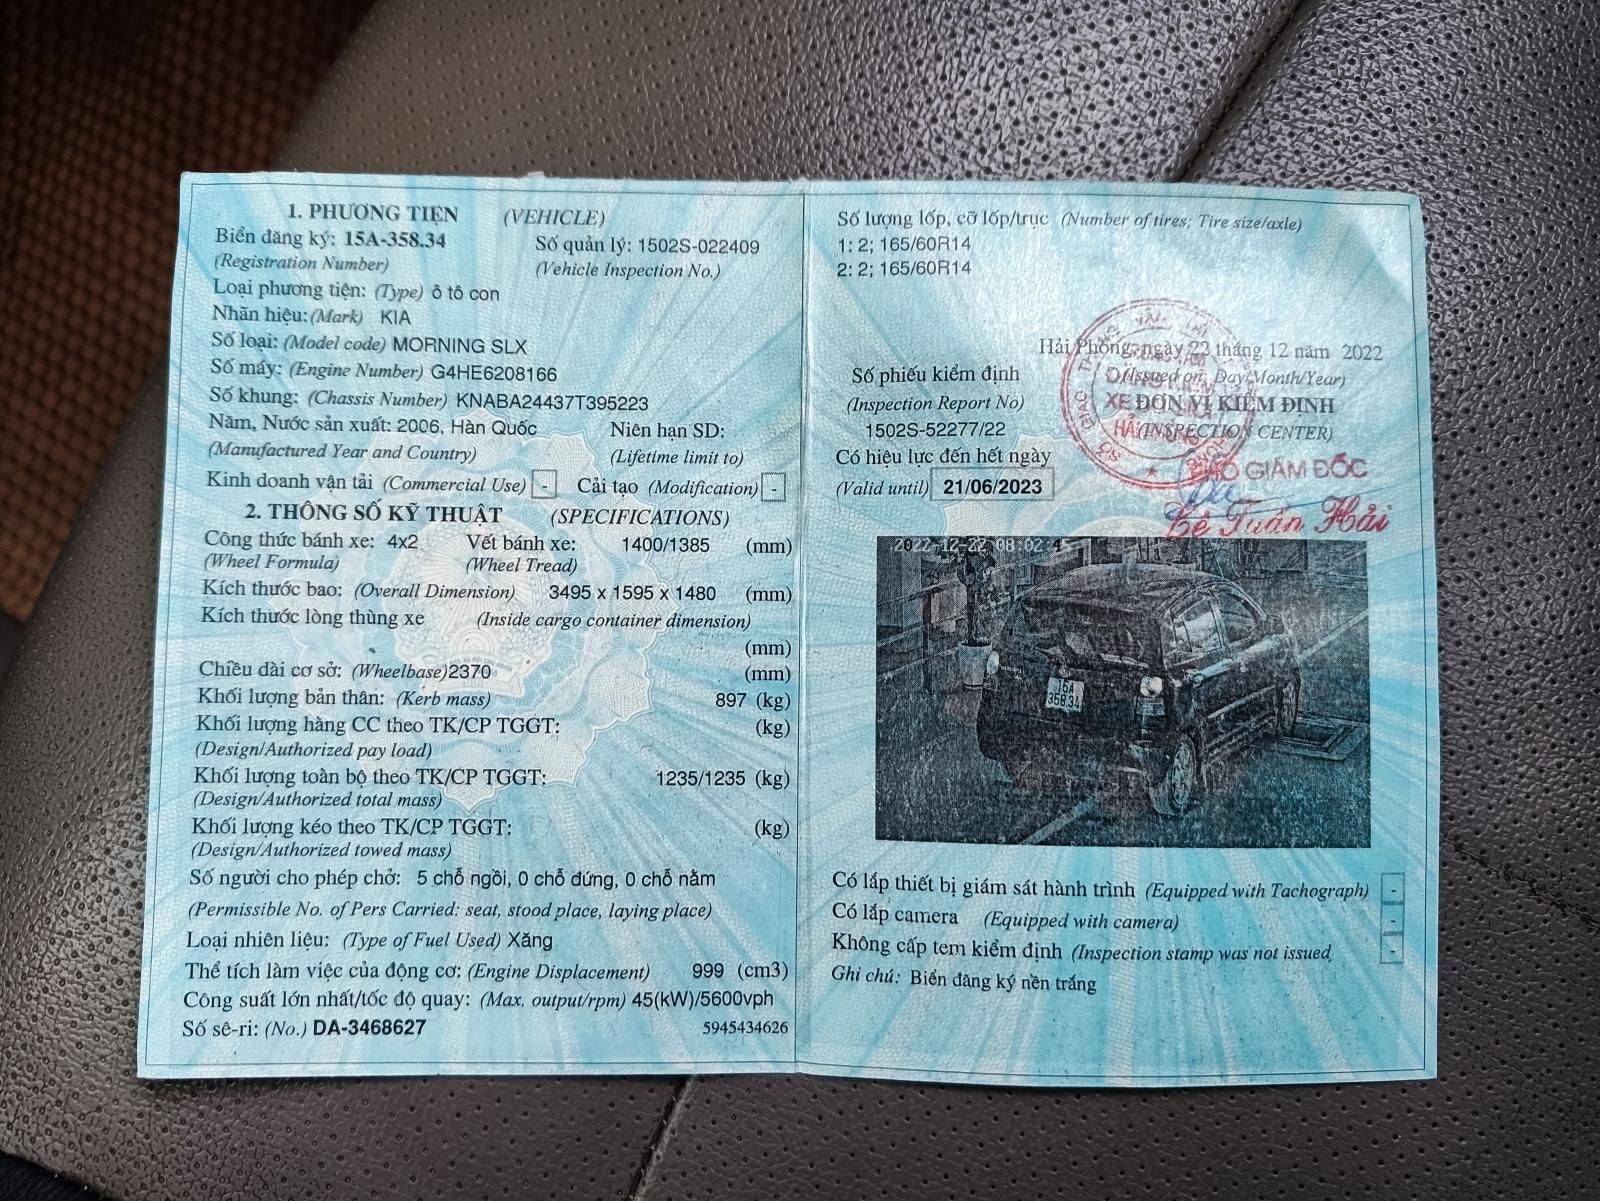 1. PHƯƠNG TIỆN (VEHICLE)
Biển đăng ký: 15A-358.34 Số quản lý: 1502S-022409
(Registration Number) (Vehicle Inspection No.)
Loại phương tiện: (Type) ô tô con
Nhãn hiệu: (Mark) KIA
Số loại: (Model code) MORNING SLX
Số máy: (Engine Number) G4HE6208166
Số khung: (Chassis Number) KNABA24437T395223
Năm, Nước sản xuất: 2006, Hàn Quốc Niên hạn SD:
(Manufactured Year and Country) (Lifetime limit to)
Kinh doanh vận tải (Commercial Use) - Cải tạo (Modification) -
2. THÔNG SỐ KỸ THUẬT (SPECIFICATIONS)
Công thức bánh xe: 4x2 Vết bánh xe: 1400/1385 (mm)
(Wheel Formula) (Wheel Tread)
Kích thước bao: (Overall Dimension) 3495 x 1595 x 1480 (mm)
Kích thước lòng thùng xe (Inside cargo container dimension)
(mm)
Chiều dài cơ sở: (Wheelbase) 2370 (mm)
Khối lượng bản thân: (Kerb mass) 897 (kg)
Khối lượng hàng CC theo TK/CP TGGT: (kg)
(Design/Authorized pay load)
Khối lượng toàn bộ theo TK/CP TGGT: 1235/1235 (kg)
(Design/Authorized total mass)
Khối lượng kéo theo TK/CP TGGT: (kg)
(Design/Authorized towed mass)
Số người cho phép chở: 5 chỗ ngồi, 0 chỗ đứng, 0 chỗ nằm
(Permissible No. of Pers Carried: seat, stood place, laying place)
Loại nhiên liệu: (Type of Fuel Used) Xăng
Thể tích làm việc của động cơ: (Engine Displacement) 999 (cm3)
Công suất lớn nhất/tốc độ quay: (Max. output/rpm) 45(kW)/5600vph
Số sê-ri: (No.) DA-3468627 5945434626
Số lượng lốp, cỡ lốp/trục (Number of tires; Tire size/axle)
1: 2; 165/60R14
2: 2; 165/60R14
Hải Phòng, ngày 22 tháng 12 năm 2022
Số phiếu kiểm định (Issued on: Day/Month/Year)
(Inspection Report No) ĐƠN VỊ KIỂM ĐỊNH
1502S-52277/22 (INSPECTION CENTER)
Có hiệu lực đến hết ngày
PHÓ GIÁM ĐỐC
(Valid until) 21/06/2023
Lê Tuấn Hải
2022-12-22 08:02:4
15A
358.34
Có lắp thiết bị giám sát hành trình (Equipped with Tachograph) -
Có lắp camera (Equipped with camera) -
Không cấp tem kiểm định (Inspection stamp was not issued) -
Ghi chú: Biển đăng ký nền trắng